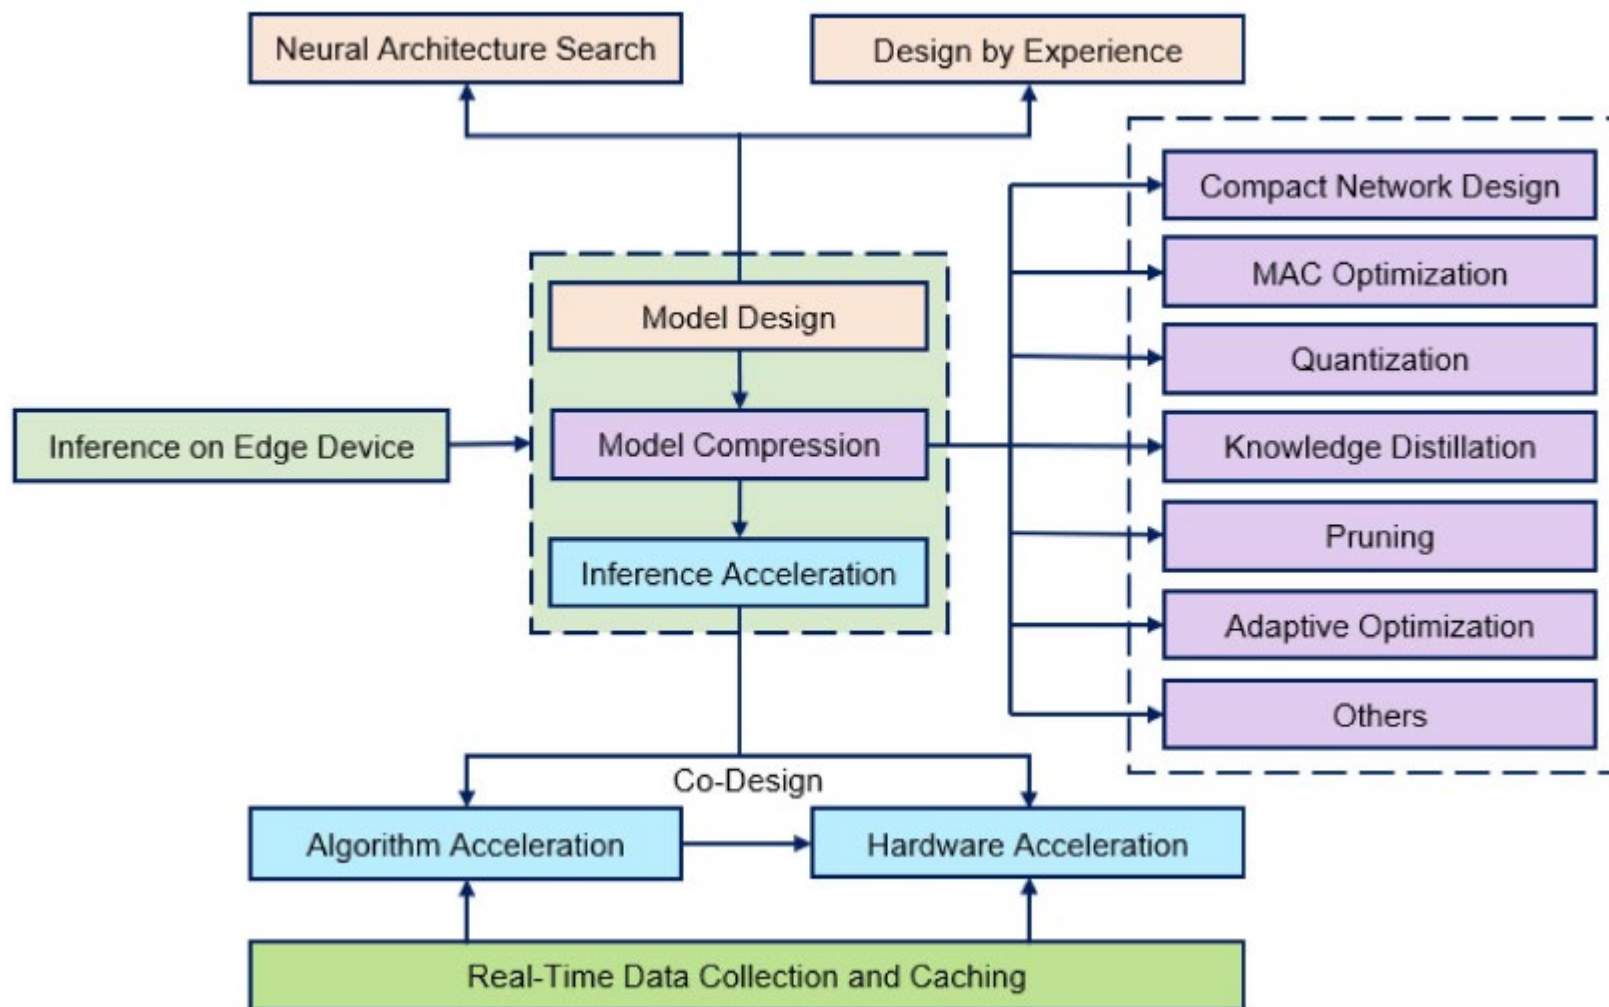 Neural Architecture Search
Design by Experience
Compact Network Design
MAC Optimization
Model Design
Quantization
Inference on Edge Device
Model Compression
Knowledge Distillation
Pruning
Inference Acceleration
Adaptive Optimization
Others
Co-Design
Algorithm Acceleration
Hardware Acceleration
Real-Time Data Collection and Caching